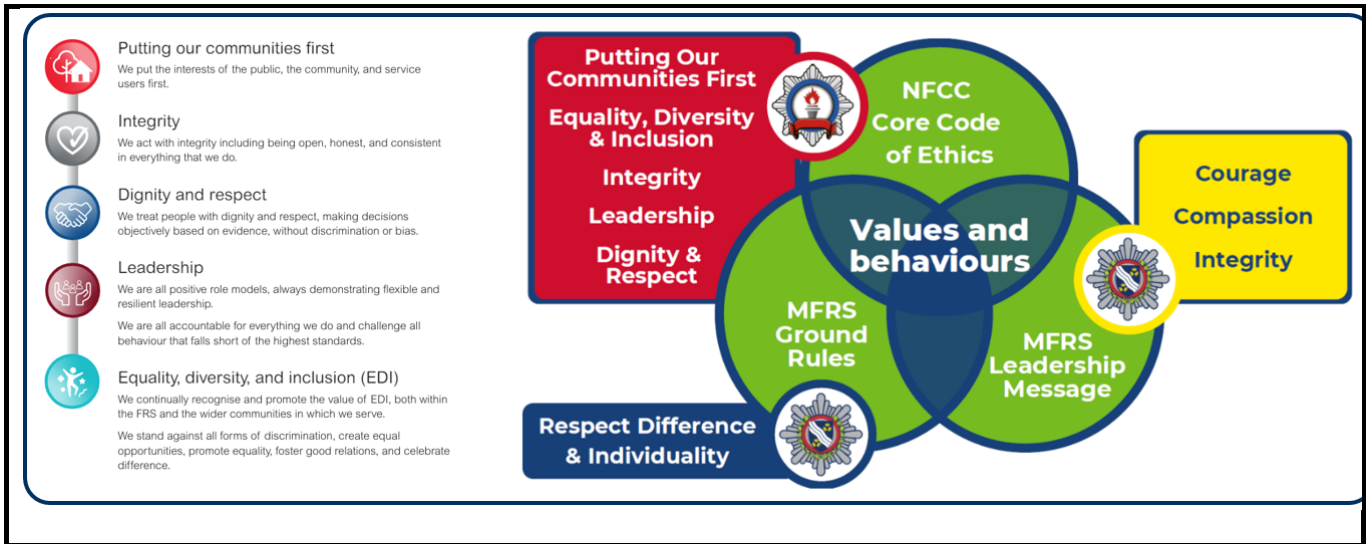 Putting our communities first
We put the interests of the public, the community, and service
users first.
Integrity
We act with integrity including being open, honest, and consistent
in everything that we do.
Dignity and respect
We treat people with dignity and respect, making decisions
objectively based on evidence, without discrimination or bias.
Leadership
We are all positive role models, always demonstrating flexible and
resilient leadership.
We are all accountable for everything we do and challenge all
behaviour that falls short of the highest standards.
Equality, diversity, and inclusion (EDI)
We continually recognise and promote the value of EDI, both within
the FRS and the wider communities in which we serve.
We stand against all forms of discrimination, create equal
opportunities, promote equality, foster good relations, and celebrate
difference.
Putting Our
Communities First
Equality, Diversity
& Inclusion
Integrity
Leadership
Dignity &
Respect
NFCC
Core Code
of Ethics
Values and
behaviours
MFRS
Ground
Rules
MFRS
Leadership
Message
Courage
Compassion
Integrity
Respect Difference
& Individuality